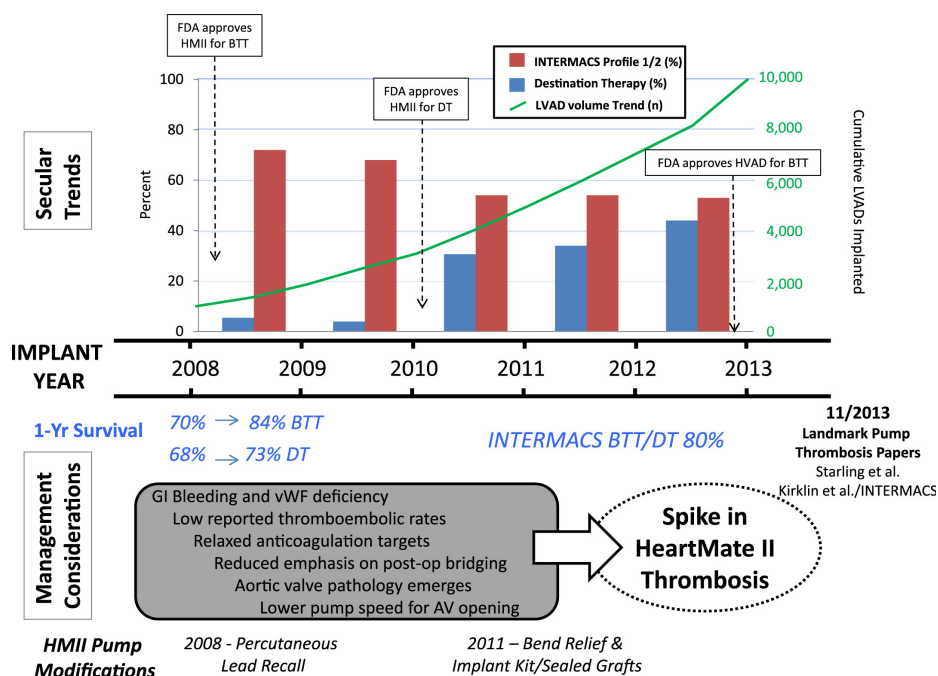 FDA approves
HMII for BTT
FDA approves
HMII for DT
INTERMACS Profile 1/2 (%)
Destination Therapy (%)
LVAD volume Trend (n)
FDA approves HVAD for BTT
Secular
Trends
Percent
100
80
60
40
20
0
10,000
8,000
6,000
4,000
2,000
0
Cumulative LVADs Implanted
IMPLANT
YEAR
2008
2009
2010
2011
2012
2013
1-Yr Survival
70% → 84% BTT
68% → 73% DT
INTERMACS BTT/DT 80%
11/2013
Landmark Pump
Thrombosis Papers
Starling et al.
Kirklin et al./INTERMACS
Management
Considerations
GI Bleeding and vWF deficiency
Low reported thromboembolic rates
Relaxed anticoagulation targets
Reduced emphasis on post-op bridging
Aortic valve pathology emerges
Lower pump speed for AV opening
Spike in
HeartMate II
Thrombosis
HMII Pump
Modifications
2008 - Percutaneous
Lead Recall
2011 – Bend Relief &
Implant Kit/Sealed Grafts